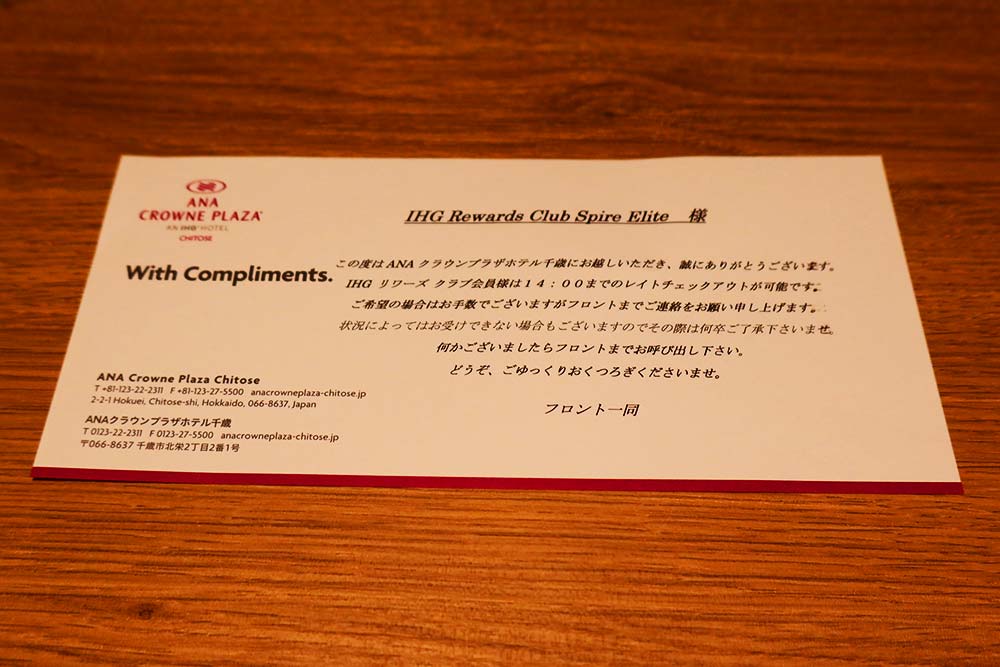 ANA
CROWNE PLAZA®
AN IHG® HOTEL
CHITOSE
With Compliments.
IHG Rewards Club Spire Elite　様
この度は ANA クラウンプラザホテル千歳にお越しいただき、誠にありがとうございます。
IHG リワーズ クラブ会員様は１４：００までのレイトチェックアウトが可能です。
ご希望の場合はお手数でございますがフロントまでご連絡をお願い申し上げます。
状況によってはお受けできない場合もございますのでその際は何卒ご了承下さいませ。
何かございましたらフロントまでお呼び出し下さい。
どうぞ、ごゆっくりおくつろぎくださいませ。
フロント一同
ANA Crowne Plaza Chitose
T +81-123-22-2311 F +81-123-27-5500 anacrowneplaza-chitose.jp
2-2-1 Hokuei, Chitose-shi, Hokkaido, 066-8637, Japan
ANAクラウンプラザホテル千歳
T 0123-22-2311 F 0123-27-5500 anacrowneplaza-chitose.jp
〒066-8637 千歳市北栄2丁目2番1号